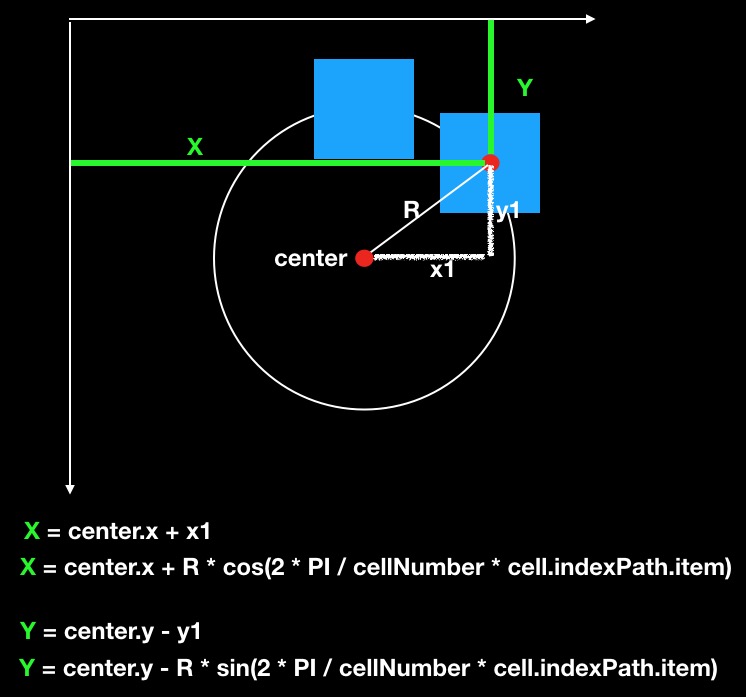 Y
X
R
y1
center
x1
X = center.x + x1
X = center.x + R * cos(2 * PI / cellNumber * cell.indexPath.item)
Y = center.y - y1
Y = center.y - R * sin(2 * PI / cellNumber * cell.indexPath.item)